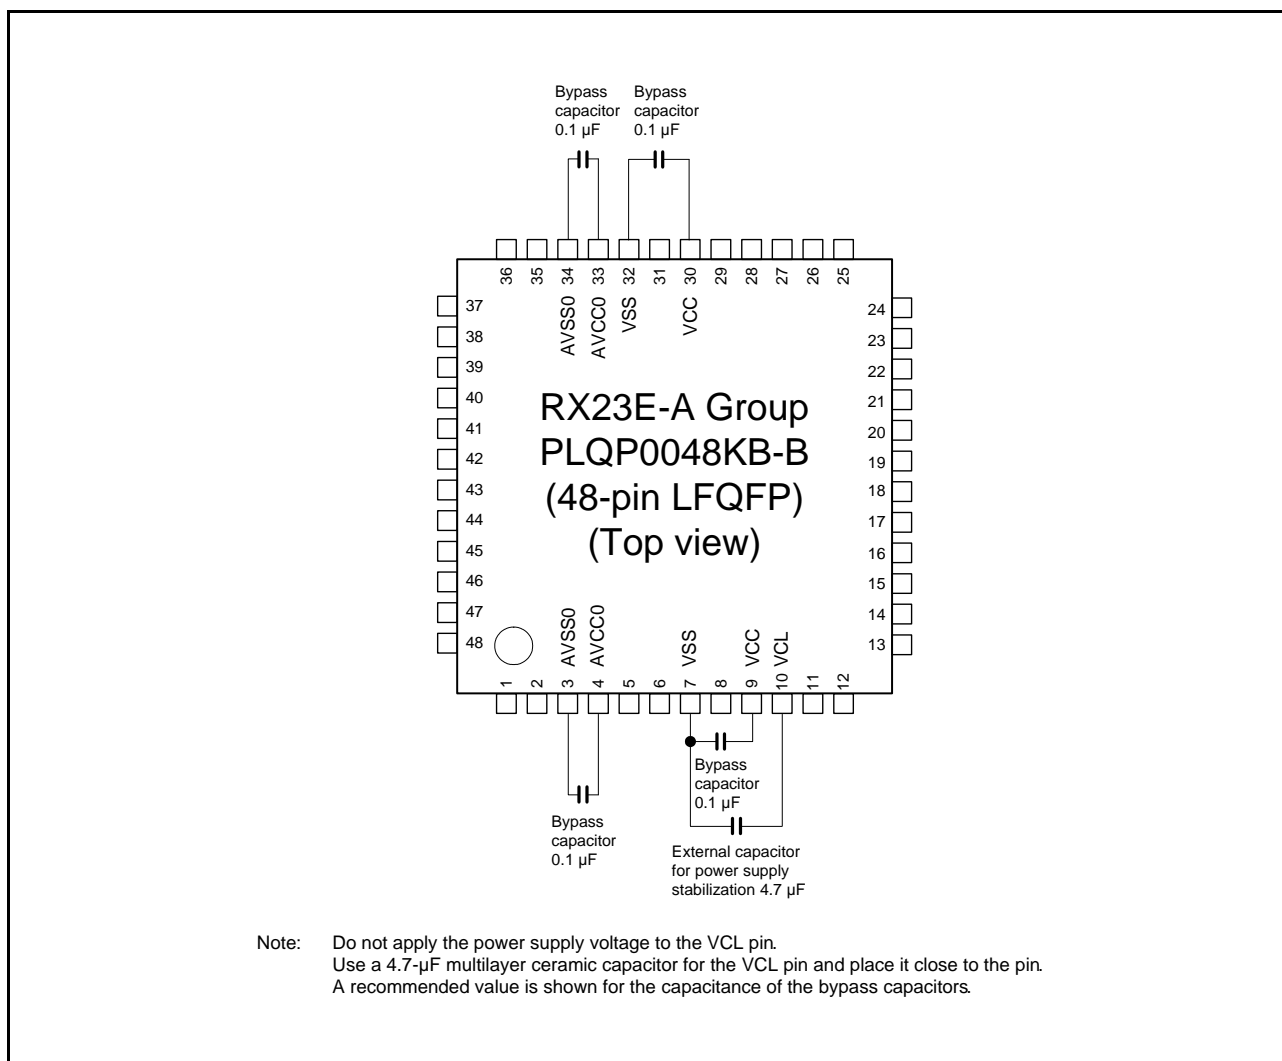 Bypass
capacitor
0.1 µF
Bypass
capacitor
0.1 µF
36
35
34
33
32
31
30
29
28
27
26
25
AVSS0
AVCC0
VSS
VCC
37
38
39
40
41
42
43
44
45
46
47
48
24
23
22
21
20
19
18
17
16
15
14
13
RX23E-A Group
PLQP0048KB-B
(48-pin LFQFP)
(Top view)
AVSS0
AVCC0
VSS
VCC
VCL
1
2
3
4
5
6
7
8
9
10
11
12
Bypass
capacitor
0.1 µF
Bypass
capacitor
0.1 µF
External capacitor
for power supply
stabilization 4.7 µF
Note: Do not apply the power supply voltage to the VCL pin.
Use a 4.7-µF multilayer ceramic capacitor for the VCL pin and place it close to the pin.
A recommended value is shown for the capacitance of the bypass capacitors.